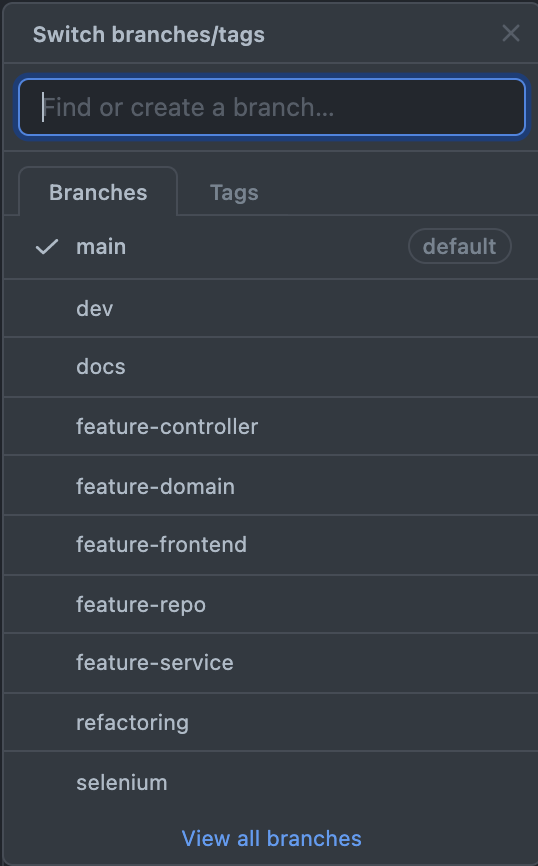 Switch branches/tags
Find or create a branch...
Branches Tags
main default
dev
docs
feature-controller
feature-domain
feature-frontend
feature-repo
feature-service
refactoring
selenium
View all branches